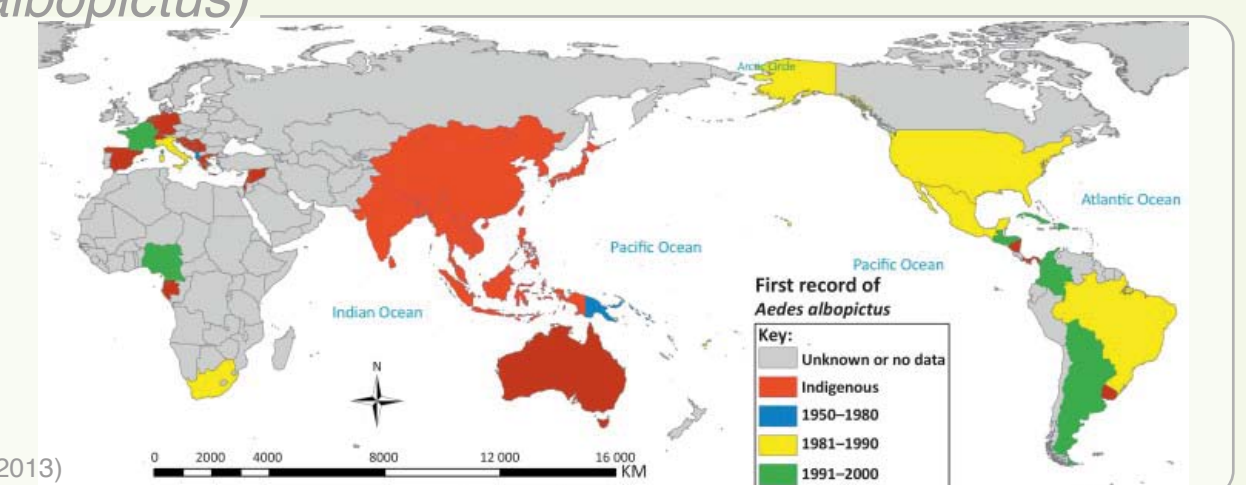 albopictus)
Arctic Circle
Atlantic Ocean
Pacific Ocean
Pacific Ocean
Indian Ocean
First record of
Aedes albopictus
Key:
Unknown or no data
Indigenous
1950–1980
1981–1990
1991–2000
N
0 2000 4000 8000 12 000 16 000
KM
2013)